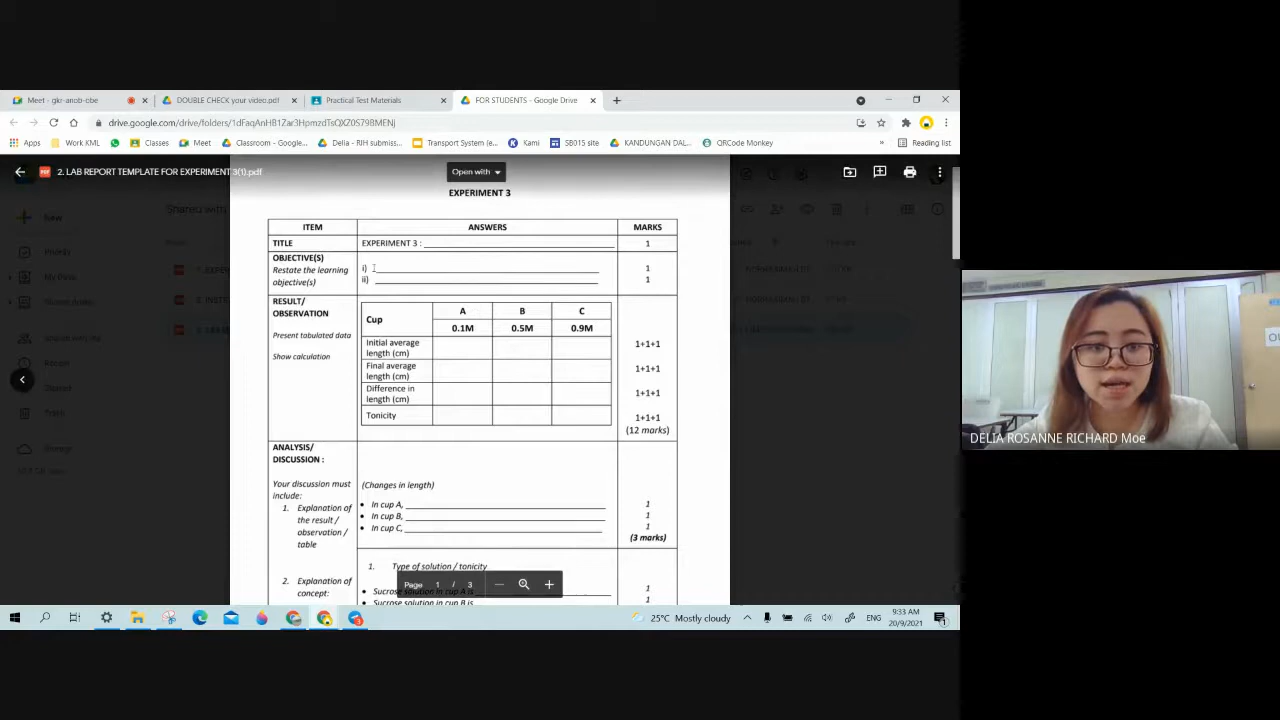 Meet - gkr-anob-obe
DOUBLE CHECK your video.pdf
Practical Test Materials
FOR STUDENTS - Google Drive
drive.google.com/drive/folders/
Apps
Work KML
Classes
Meet
Classroom - Google...
Delia - RIH submiss...
Transport System (e...
Kami
SB015 site
KANDUNGAN DAL...
QRCode Monkey
Reading list
2. LAB REPORT TEMPLATE FOR EXPERIMENT 3(1).pdf
Open with
New
Priority
Shared with
EXPERIMENT 3
ITEM ANSWERS MARKS
TITLE EXPERIMENT 3 : 1
OBJECTIVE(S)
Restate the learning i) 1
objective(s) ii) 1
RESULT/
OBSERVATION
Present tabulated data
Show calculation
Cup A B C
0.1M 0.5M 0.9M
Initial average
length (cm) 1+1+1
Final average
length (cm) 1+1+1
Difference in
length (cm) 1+1+1
Tonicity 1+1+1
(12 marks)
ANALYSIS/
DISCUSSION :
Your discussion must
include:
1. Explanation of
the result /
observation /
table
(Changes in length)
• In cup A, 1
• In cup B, 1
• In cup C, 1
(3 marks)
2. Explanation of
concept:
1. Type of solution / tonicity
• Sucrose solution in cup A is 1
• Sucrose solution in cup B is 1
Page 1 / 3
25°C Mostly cloudy
ENG
9:33 AM
20/9/2021
DELIA ROSANNE RICHARD Moe